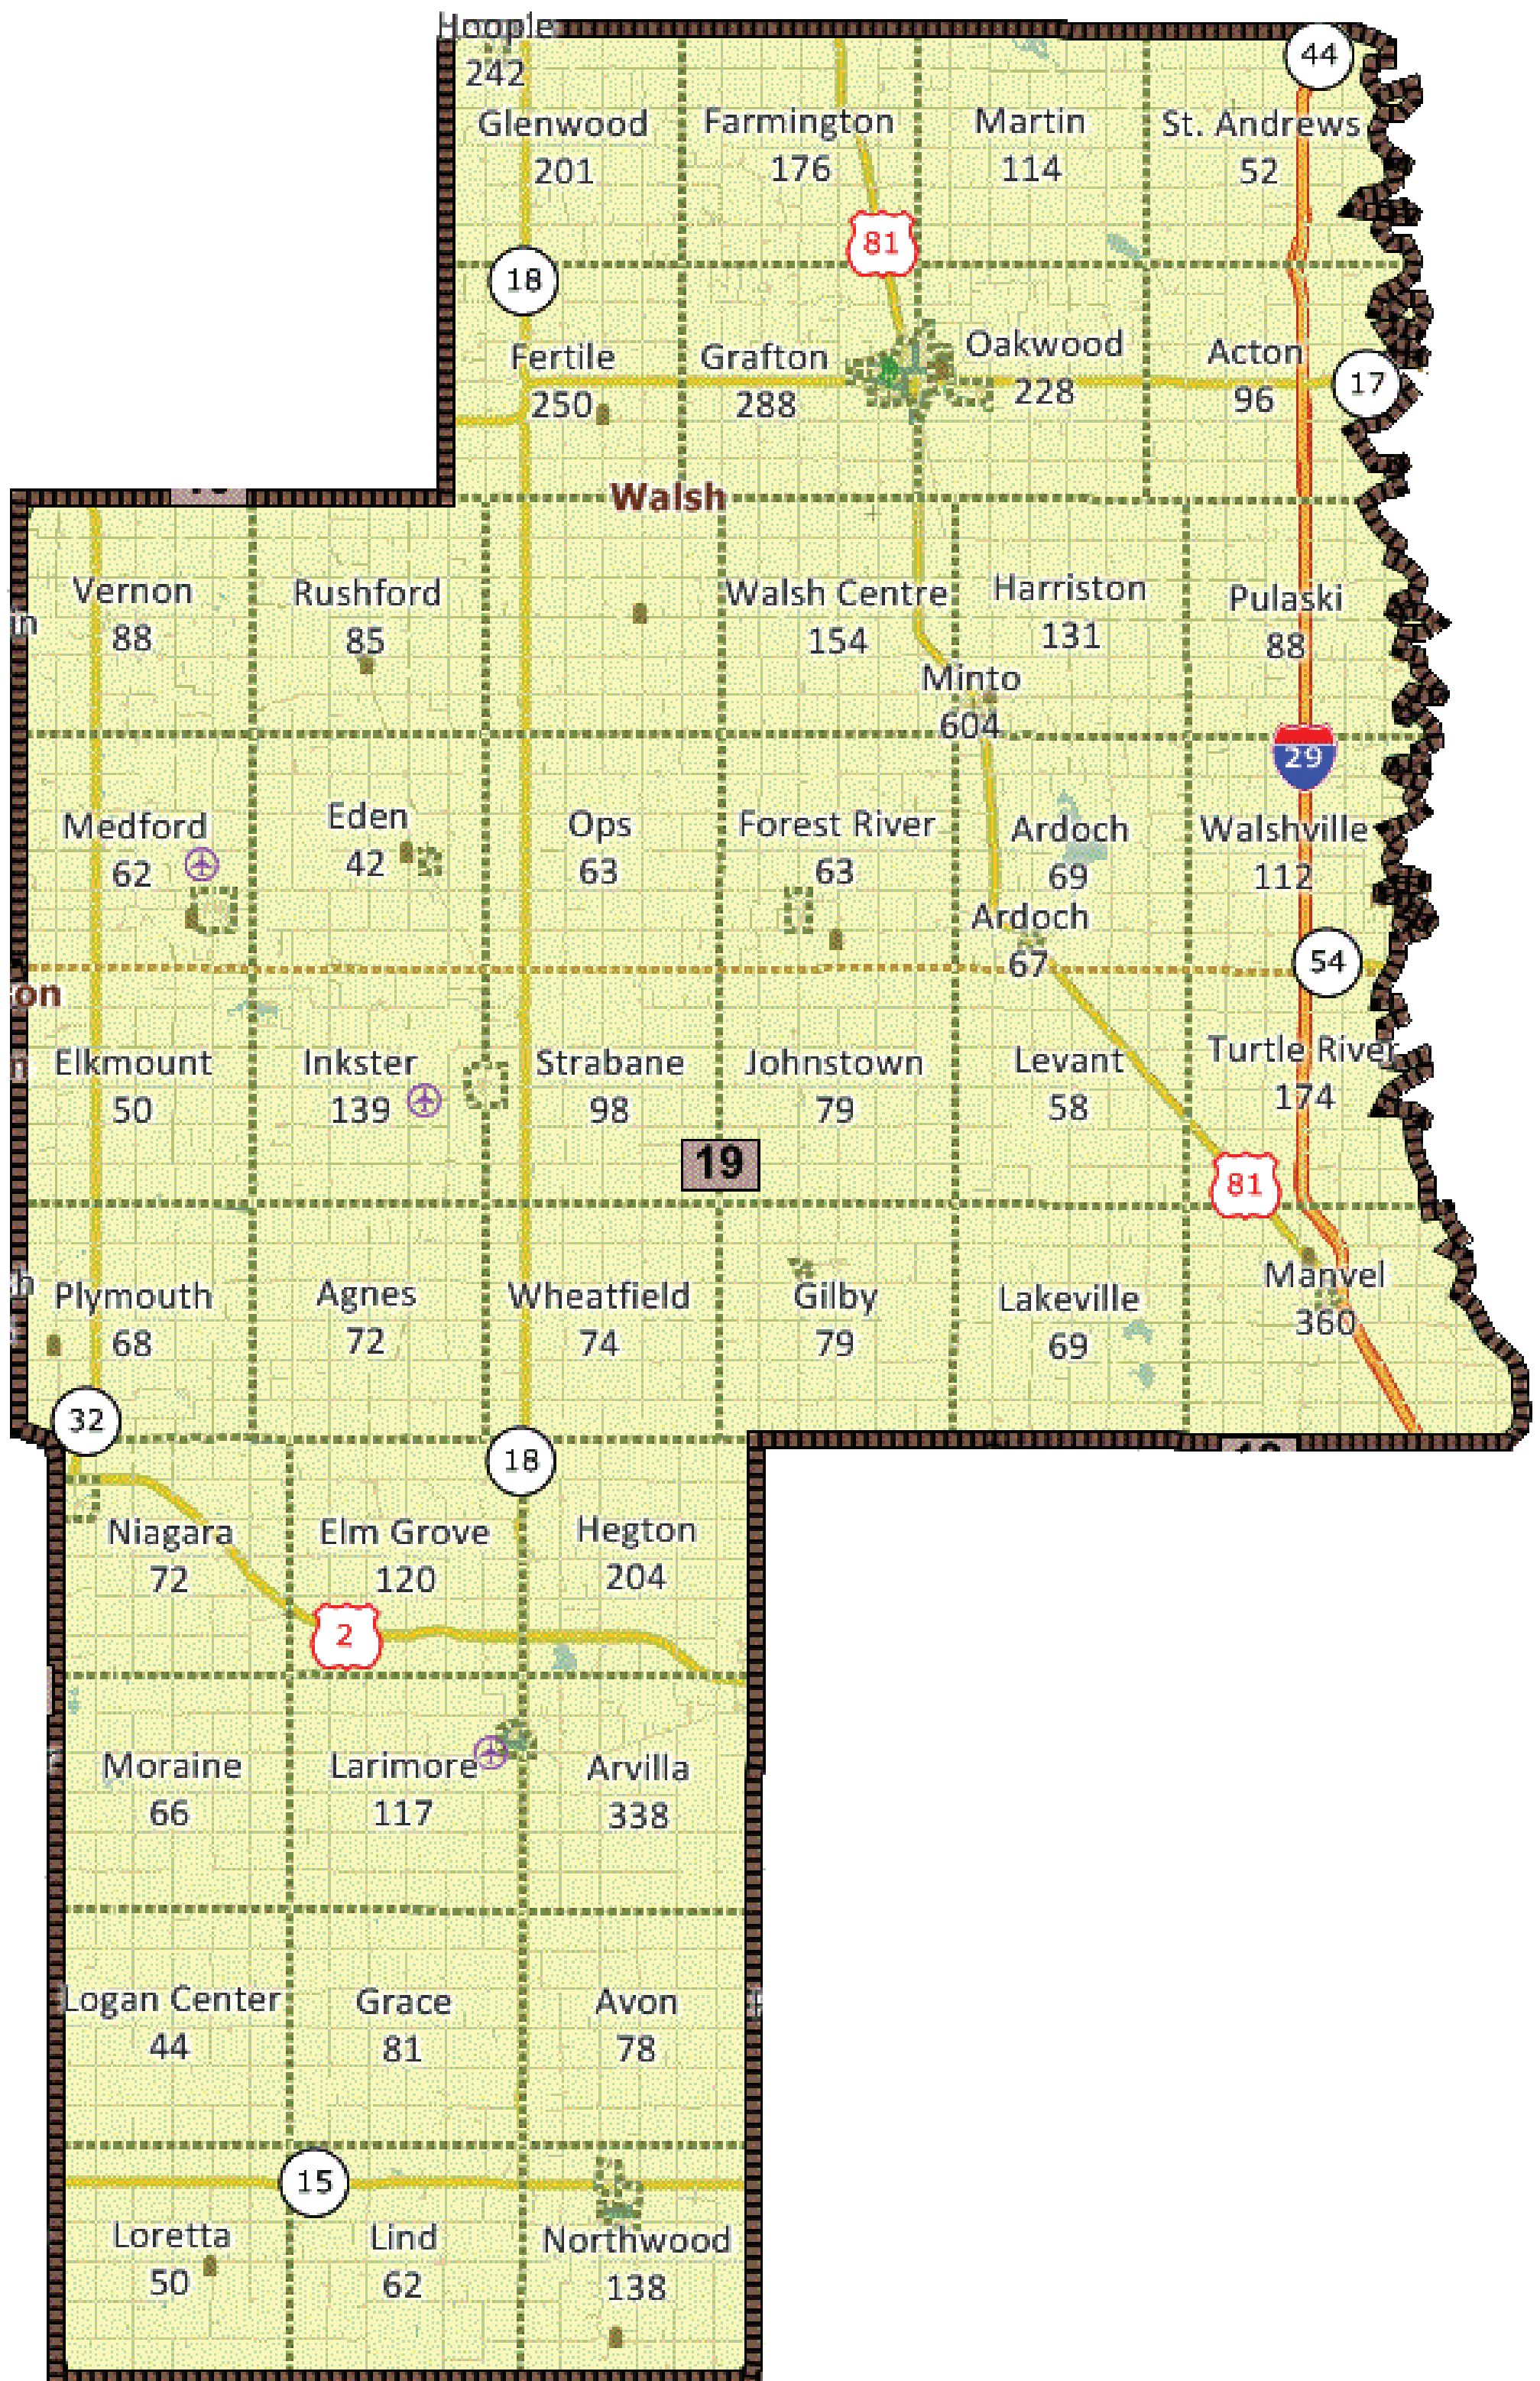 Hoople
242
44
Glenwood
201
Farmington
176
Martin
114
St. Andrews
52
81
18
Fertile
250
Grafton
288
Oakwood
228
Acton
96
17
Walsh
Vernon
88
Rushford
85
Walsh Centre
154
Harriston
131
Pulaski
88
in
Minto
604
29
Medford
62
Eden
42
Ops
63
Forest River
63
Ardoch
69
Walshville
112
Ardoch
67
54
on
Elkmount
50
Inkster
139
Strabane
98
Johnstown
79
Levant
58
Turtle River
174
19
81
Plymouth
68
Agnes
72
Wheatfield
74
Gilby
79
Lakeville
69
Manvel
360
32
18
Niagara
72
Elm Grove
120
Hegton
204
2
Moraine
66
Larimore
117
Arvilla
338
Logan Center
44
Grace
81
Avon
78
15
Loretta
50
Lind
62
Northwood
138